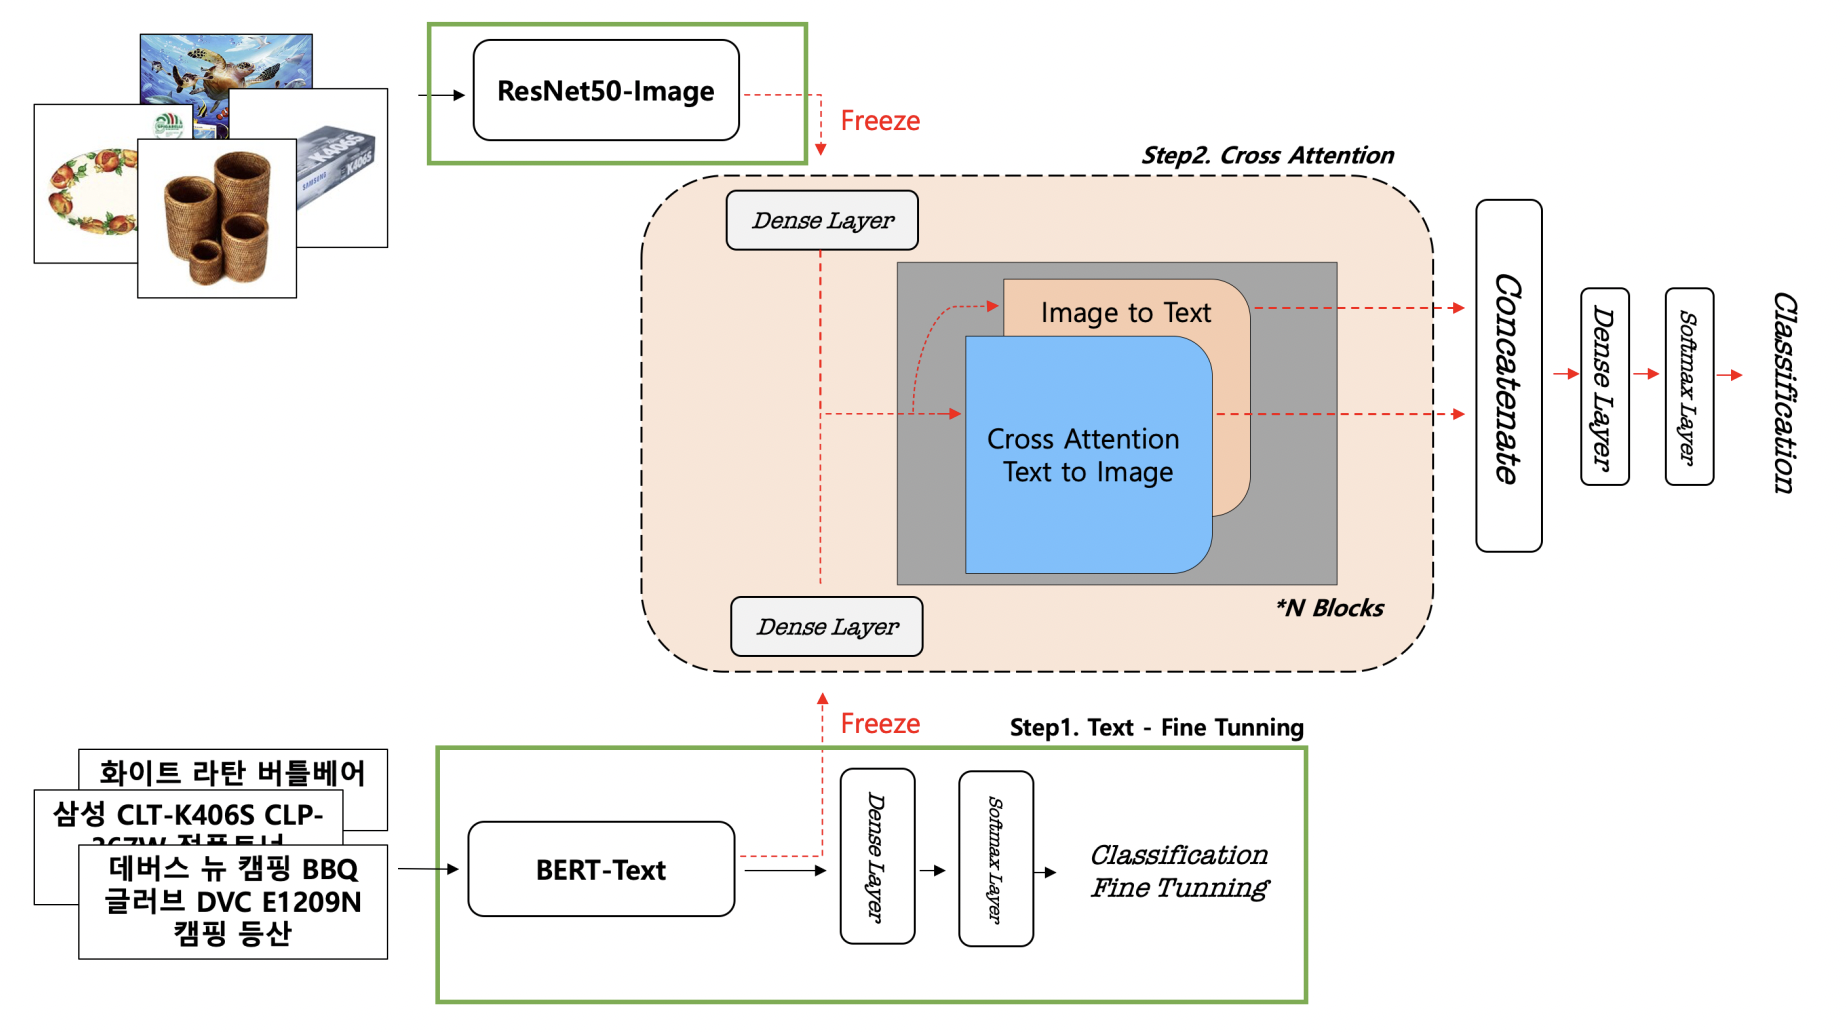 ResNet50-Image
Freeze
Step2. Cross Attention
Dense Layer
K406S
K406S
SAMSUNG
Image to Text
Cross Attention
Text to Image
*N Blocks
Dense Layer
Concatenate
Dense Layer
Softmax Layer
Classification
Freeze
Step1. Text - Fine Tunning
화이트 라탄 버틀베어
삼성 CLT-K406S CLP-
데버스 뉴 캠핑 BBQ
글러브 DVC E1209N
캠핑 등산
BERT-Text
Dense Layer
Softmax Layer
Classification
Fine Tunning